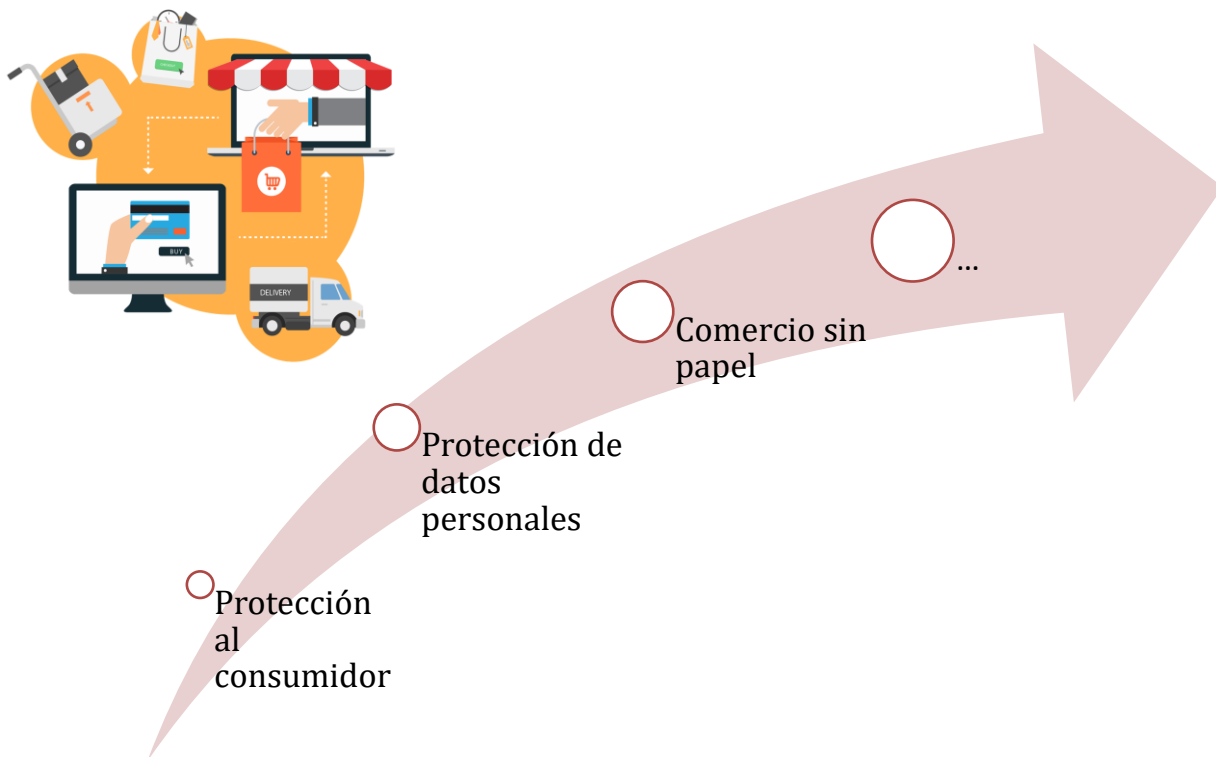 BUY
DELIVERY
...
Comercio sin
papel
Protección de
datos
personales
Protección
al
consumidor